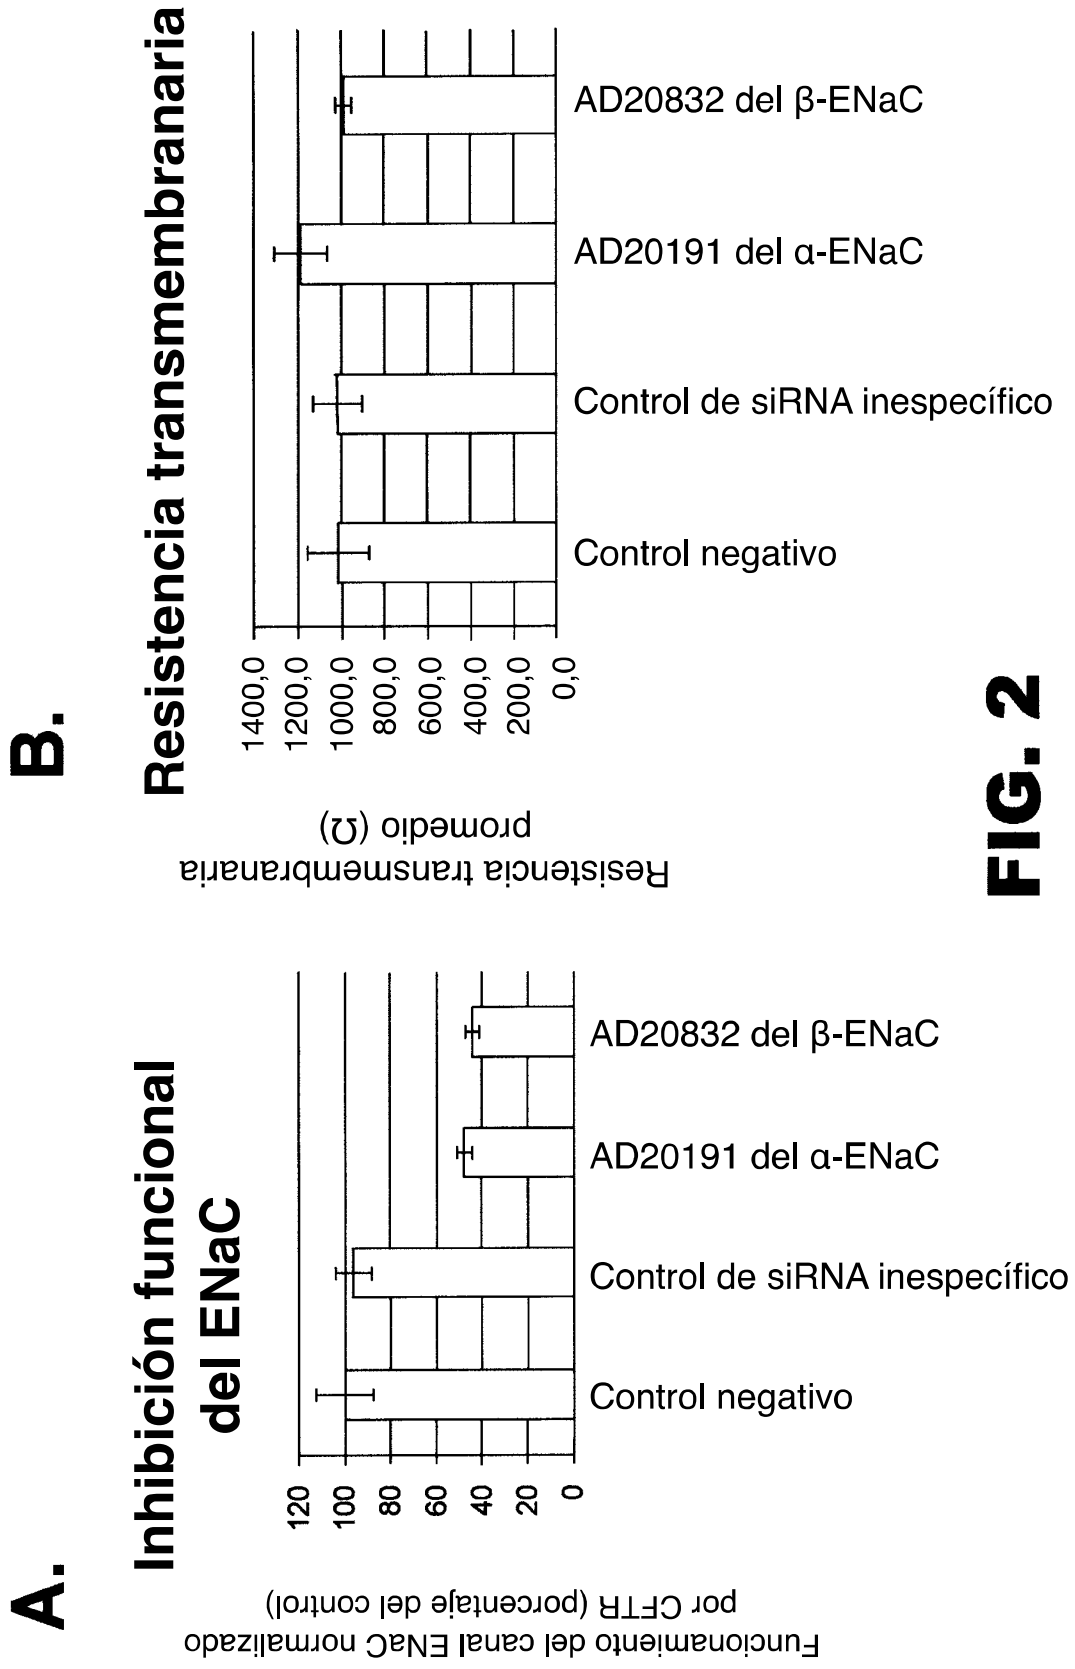 A.
Inhibición funcional
del ENaC
Funcionamiento del canal ENaC normalizado
por CFTR (porcentaje del control)
120
100
80
60
40
20
0
Control negativo
Control de siRNA inespecífico
AD20191 del α-ENaC
AD20832 del β-ENaC
B.
Resistencia transmembranaria
Resistencia transmembranaria
promedio (Ω)
1400,0
1200,0
1000,0
800,0
600,0
400,0
200,0
0,0
Control negativo
Control de siRNA inespecífico
AD20191 del α-ENaC
AD20832 del β-ENaC
FIG. 2